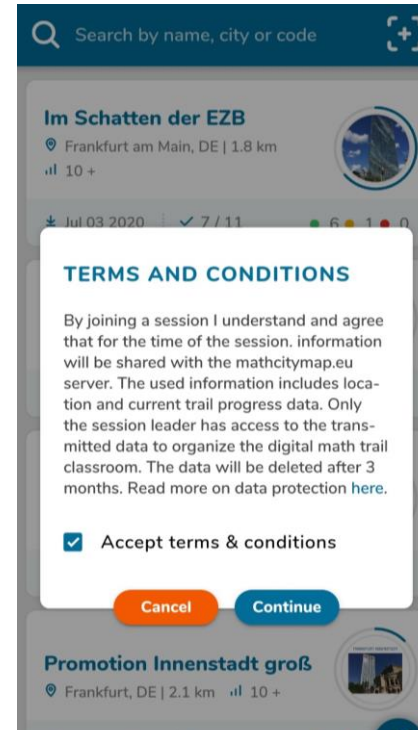 Search by name, city or code
Im Schatten der EZB
Frankfurt am Main, DE | 1.8 km
10 +
Jul 03 2020 7 / 11 6 1 0
TERMS AND CONDITIONS
By joining a session I understand and agree
that for the time of the session. information
will be shared with the mathcitymap.eu
server. The used information includes loca-
tion and current trail progress data. Only
the session leader has access to the trans-
mitted data to organize the digital math trail
classroom. The data will be deleted after 3
months. Read more on data protection here.
Accept terms & conditions
Cancel Continue
Promotion Innenstadt groß
Frankfurt, DE | 2.1 km 10 +